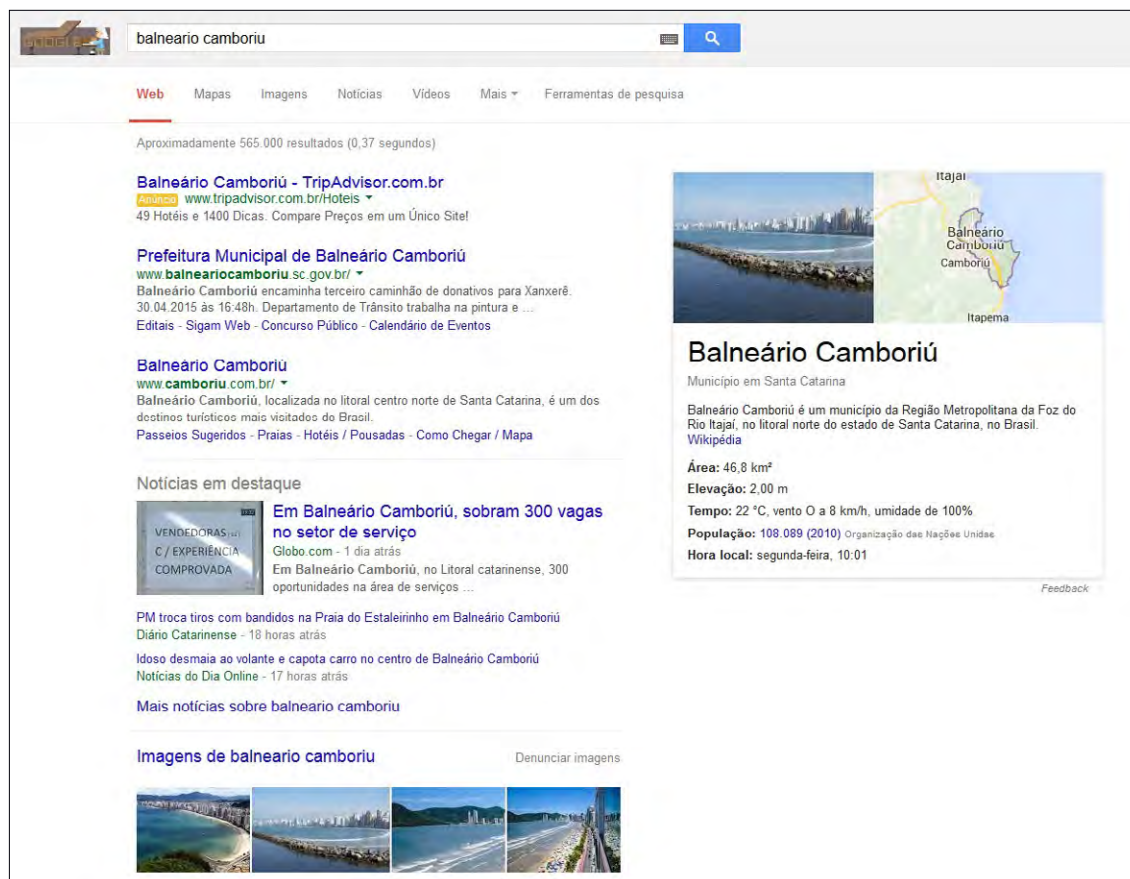 GOOGLE
balneario camboriu
Web Mapas Imagens Notícias Vídeos Mais Ferramentas de pesquisa
Aproximadamente 565.000 resultados (0,37 segundos)
Balneário Camboriú - TripAdvisor.com.br
Anúncio www.tripadvisor.com.br/Hoteis
49 Hotéis e 1400 Dicas. Compare Preços em um Único Site!
Prefeitura Municipal de Balneário Camboriú
www.balneariocamboriu.sc.gov.br/
Balneário Camboriú encaminha terceiro caminhão de donativos para Xanxerê.
30.04.2015 às 16:48h. Departamento de Trânsito trabalha na pintura e ...
Editais - Sigam Web - Concurso Público - Calendário de Eventos
Balneário Camboriú
www.camboriu.com.br/
Balneário Camboriú, localizada no litoral centro norte de Santa Catarina, é um dos
destinos turísticos mais visitados do Brasil.
Passeios Sugeridos - Praias - Hotéis / Pousadas - Como Chegar / Mapa
Notícias em destaque
VENDEDORAS
C / EXPERIÊNCIA
COMPROVADA
Em Balneário Camboriú, sobram 300 vagas
no setor de serviço
Globo.com - 1 dia atrás
Em Balneário Camboriú, no Litoral catarinense, 300
oportunidades na área de serviços ...
PM troca tiros com bandidos na Praia do Estaleirinho em Balneário Camboriú
Diário Catarinense - 18 horas atrás
Idoso desmaia ao volante e capota carro no centro de Balneário Camboriú
Notícias do Dia Online - 17 horas atrás
Mais notícias sobre balneario camboriu
Imagens de balneario camboriu
Denunciar imagens
Itajaí
Balneário
Camboriú
Camboriú
Itapema
Balneário Camboriú
Município em Santa Catarina
Balneário Camboriú é um município da Região Metropolitana da Foz do
Rio Itajaí, no litoral norte do estado de Santa Catarina, no Brasil.
Wikipédia
Área: 46,8 km²
Elevação: 2,00 m
Tempo: 22 °C, vento O a 8 km/h, umidade de 100%
População: 108.089 (2010) Organização das Nações Unidas
Hora local: segunda-feira, 10:01
Feedback